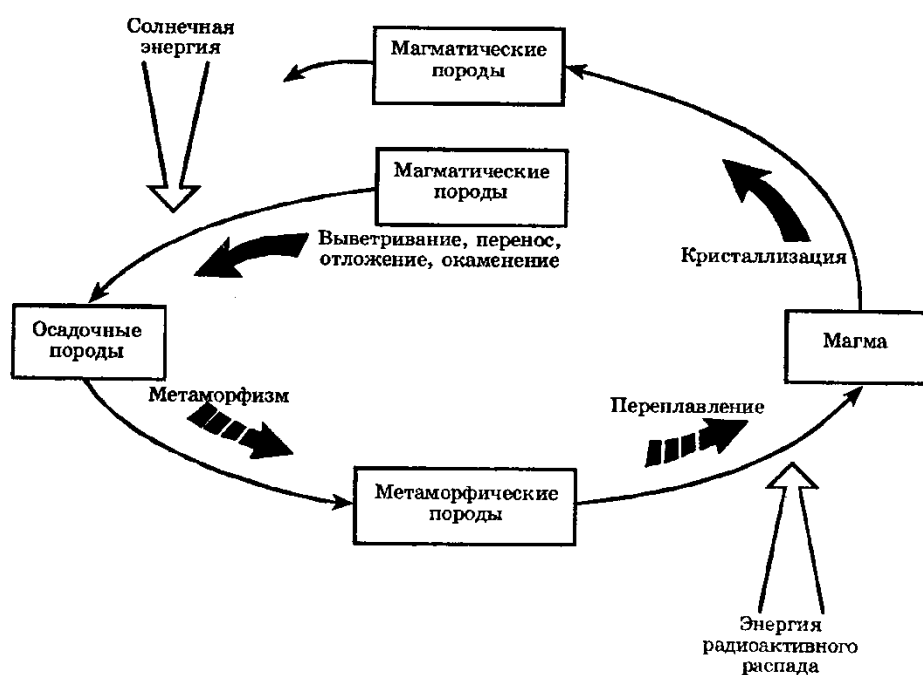 Солнечная
энергия
Магматические
породы
Магматические
породы
Выветривание, перенос,
отложение, окаменение
Кристаллизация
Осадочные
породы
Магма
Метаморфизм
Переплавление
Метаморфические
породы
Энергия
радиоактивного
распада